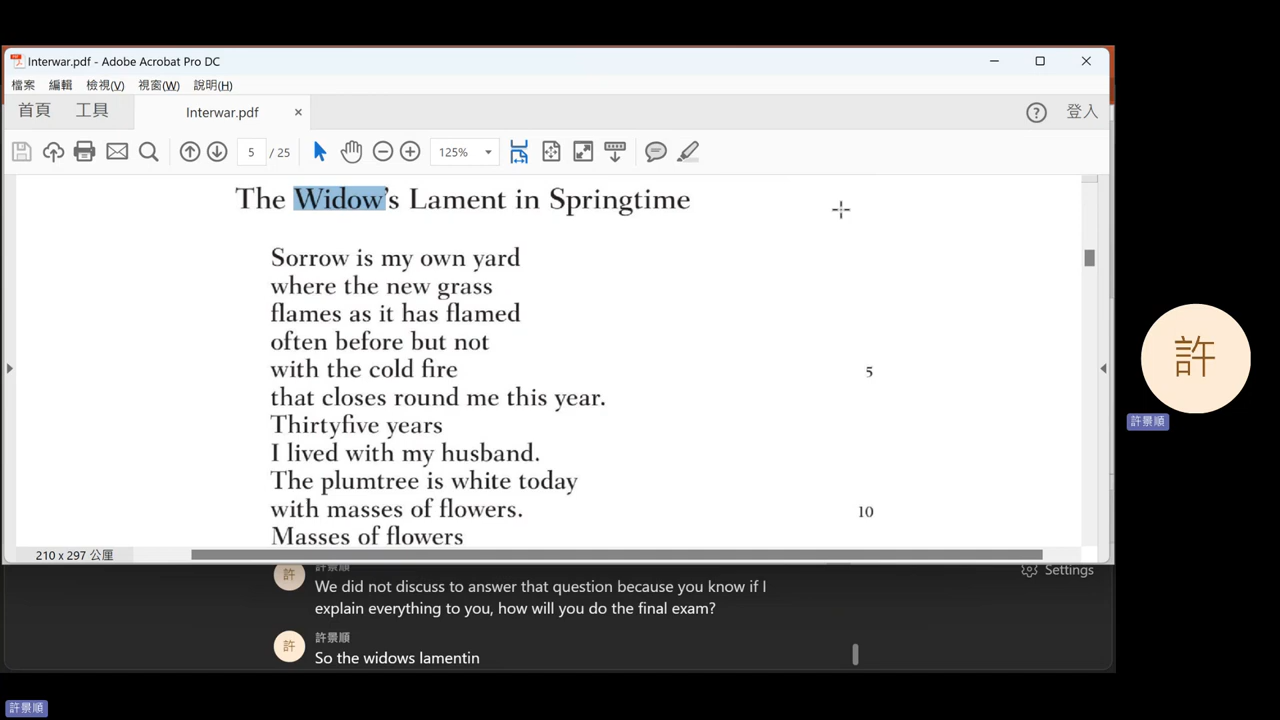 Interwar.pdf - Adobe Acrobat Pro DC
檔案 編輯 檢視(V) 視窗(W) 說明(H)
首頁 工具 Interwar.pdf × ? 登入
5 / 25 125%
The Widow's Lament in Springtime
Sorrow is my own yard
where the new grass
flames as it has flamed
often before but not
with the cold fire 5
that closes round me this year.
Thirtyfive years
I lived with my husband.
The plumtree is white today
with masses of flowers. 10
Masses of flowers
210 x 297 公厘
許景順
許
We did not discuss to answer that question because you know if I
explain everything to you, how will you do the final exam?
Settings
許景順
許
So the widows lamentin
許
許景順
許景順